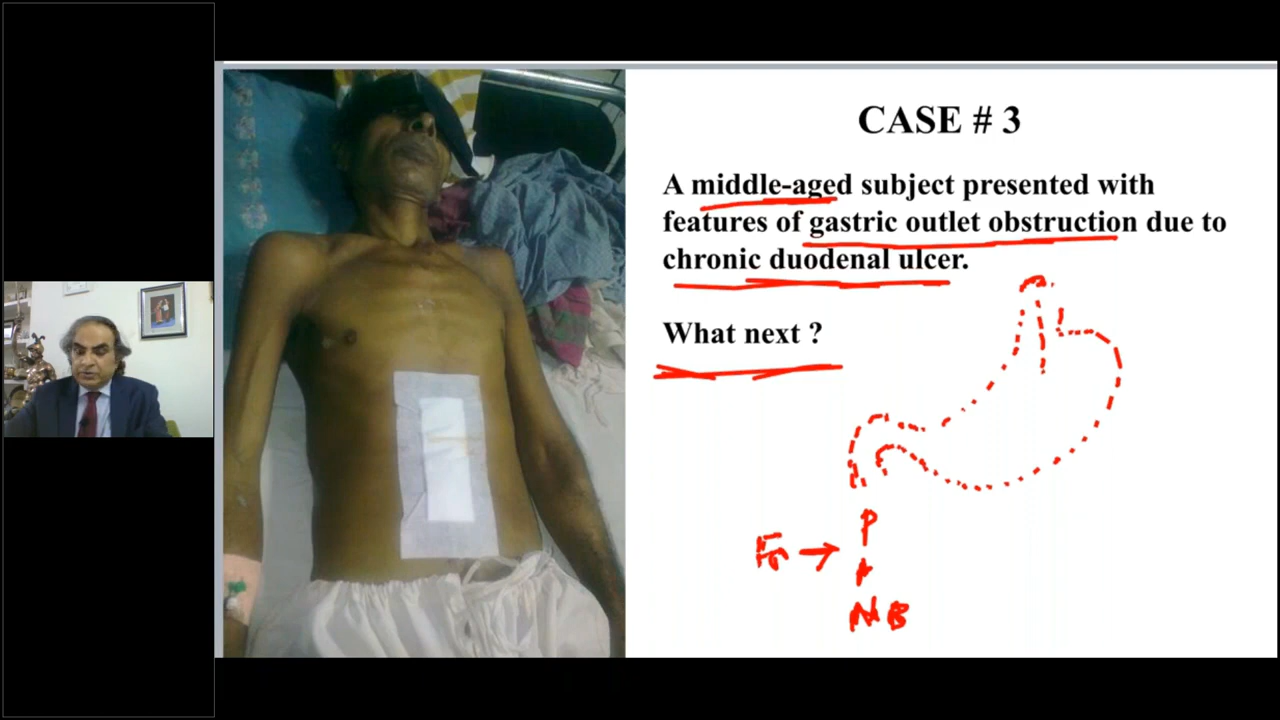 CASE # 3
A middle-aged subject presented with
features of gastric outlet obstruction due to
chronic duodenal ulcer.
What next ?
P